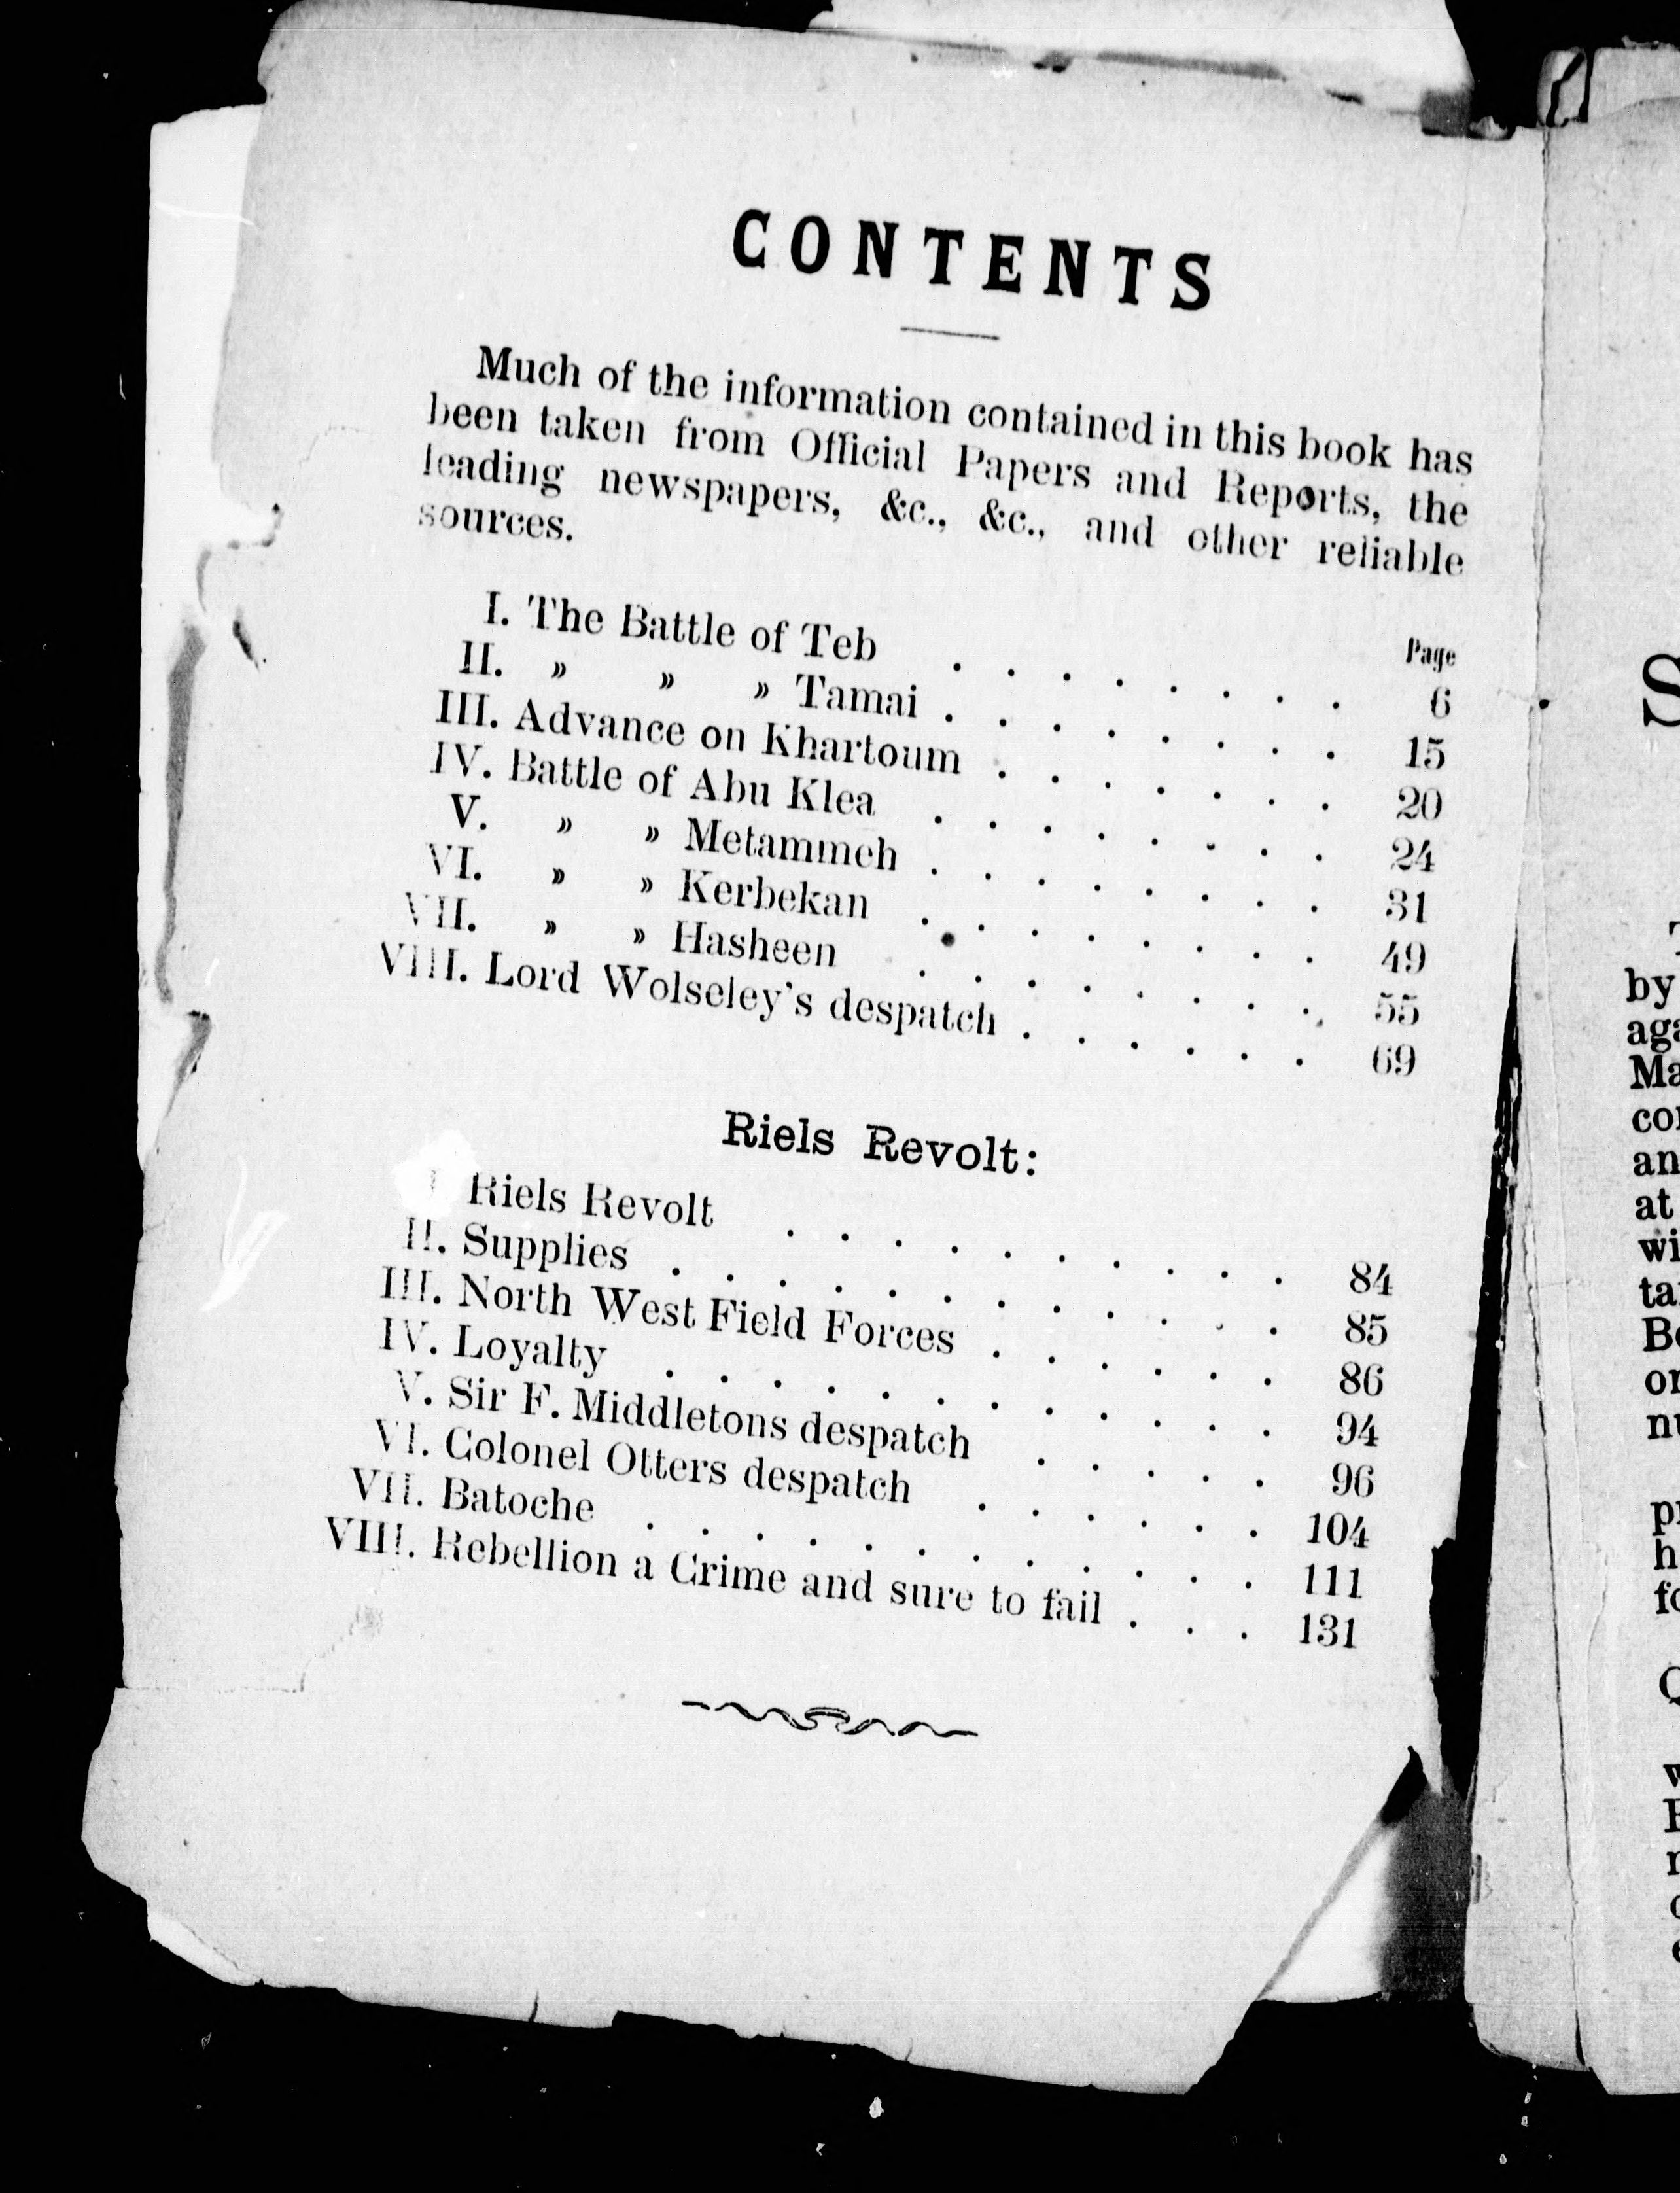 CONTENTS
Much of the information contained in this book has
been taken from Official Papers and Reports, the
leading newspapers, &c., &c., and other reliable
sources.
Page
I. The Battle of Teb . . . . . . . . 6
II. » » » Tamai . . . . . . . . 15
III. Advance on Khartoum . . . . . . . 20
IV. Battle of Abu Klea . . . . . . . . 24
V. » » Metammeh . . . . . . . . 31
VI. » » Kerbekan . . . . . . . . 49
VII. » » Hasheen . . . . . . . . 55
VIII. Lord Wolseley's despatch . . . . . . 69
Riels Revolt:
I Riels Revolt . . . . . . . . . . 84
II. Supplies . . . . . . . . . . . . 85
III. North West Field Forces . . . . . . 86
IV. Loyalty . . . . . . . . . . . . 94
V. Sir F. Middletons despatch . . . . . 96
VI. Colonel Otters despatch . . . . . . 104
VII. Batoche . . . . . . . . . . . . 111
VIII. Rebellion a Crime and sure to fail . . . 131
by
at